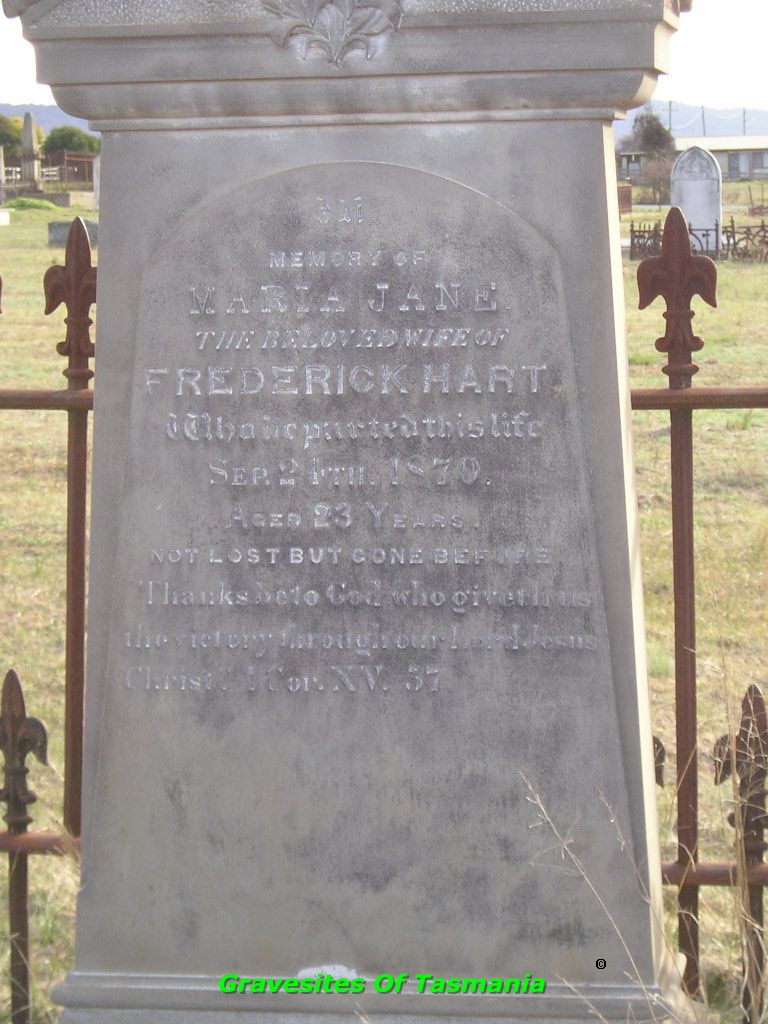 In
MEMORY OF
MARIA JANE.
THE BELOVED WIFE OF
FREDERICK HART.
Who departed this life
SEP. 24TH. 1870.
AGED 23 YEARS.
NOT LOST BUT GONE BEFORE
"Thanks be to God who giveth us
the victory through our Lord Jesus
Christ." 1 Cor. XV. 57
©
Gravesites Of Tasmania